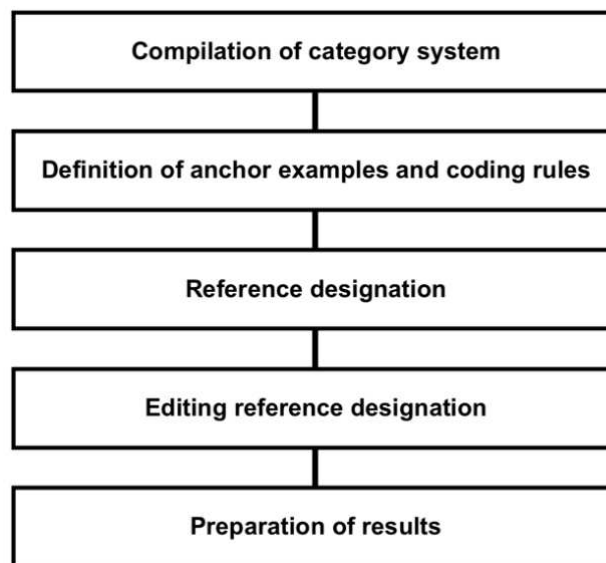 Compilation of category system
Definition of anchor examples and coding rules
Reference designation
Editing reference designation
Preparation of results